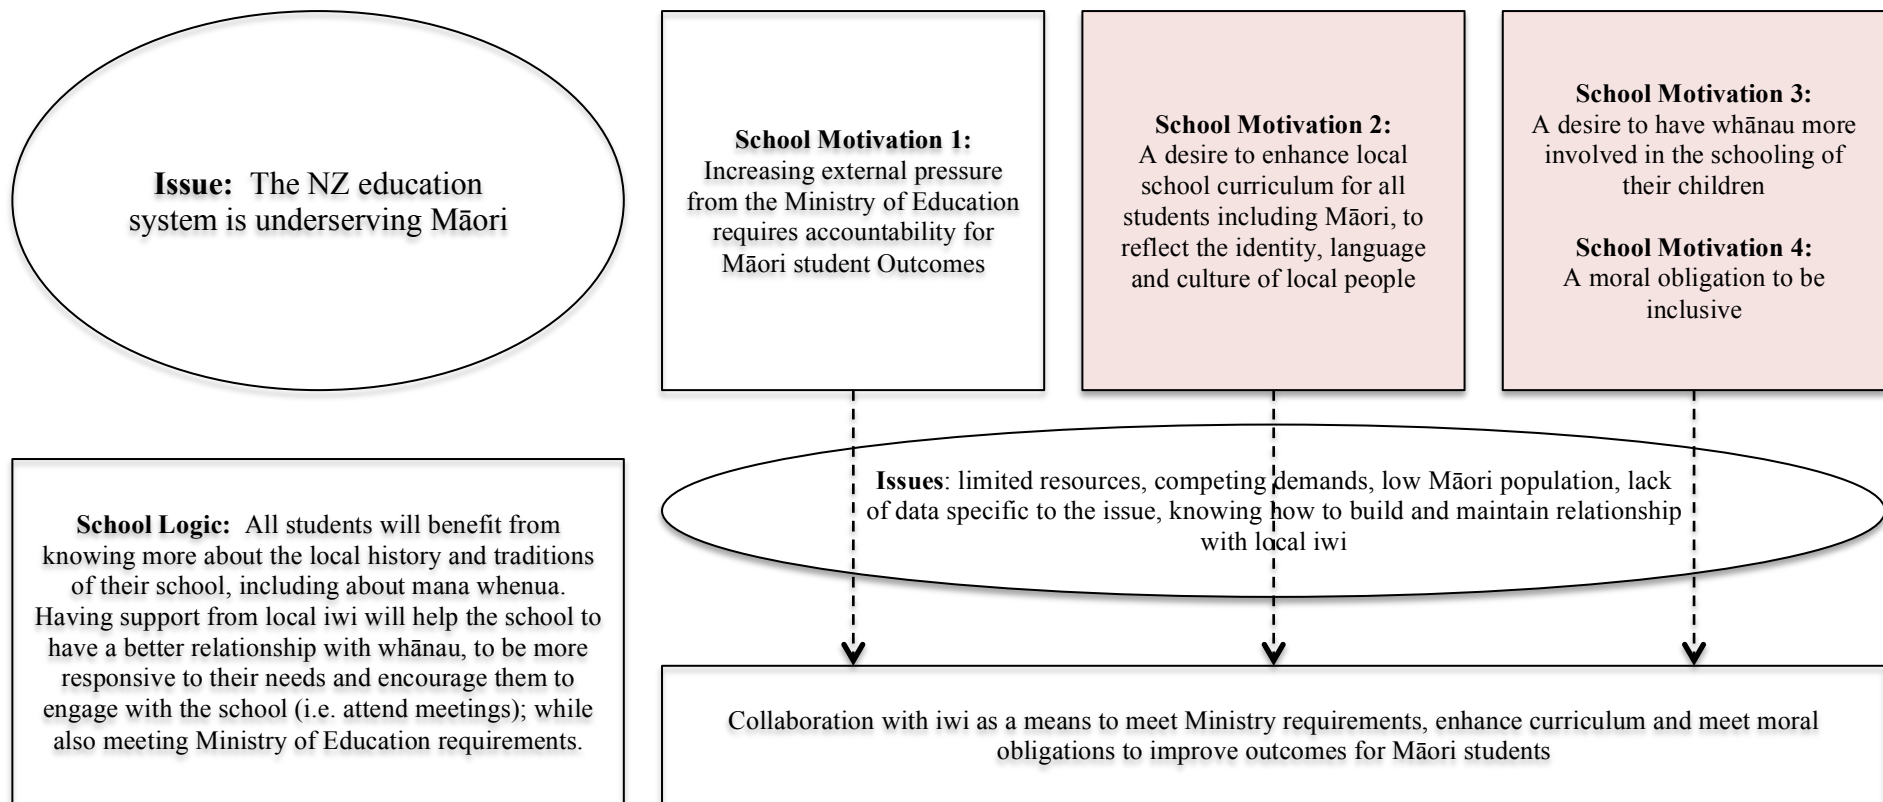 Issue: The NZ education
system is underserving Māori
School Motivation 1:
Increasing external pressure
from the Ministry of Education
requires accountability for
Māori student Outcomes
School Motivation 2:
A desire to enhance local
school curriculum for all
students including Māori, to
reflect the identity, language
and culture of local people
School Motivation 3:
A desire to have whānau more
involved in the schooling of
their children
School Motivation 4:
A moral obligation to be
inclusive
School Logic: All students will benefit from
knowing more about the local history and traditions
of their school, including about mana whenua.
Having support from local iwi will help the school to
have a better relationship with whānau, to be more
responsive to their needs and encourage them to
engage with the school (i.e. attend meetings); while
also meeting Ministry of Education requirements.
Issues: limited resources, competing demands, low Māori population, lack
of data specific to the issue, knowing how to build and maintain relationship
with local iwi
Collaboration with iwi as a means to meet Ministry requirements, enhance curriculum and meet moral
obligations to improve outcomes for Māori students